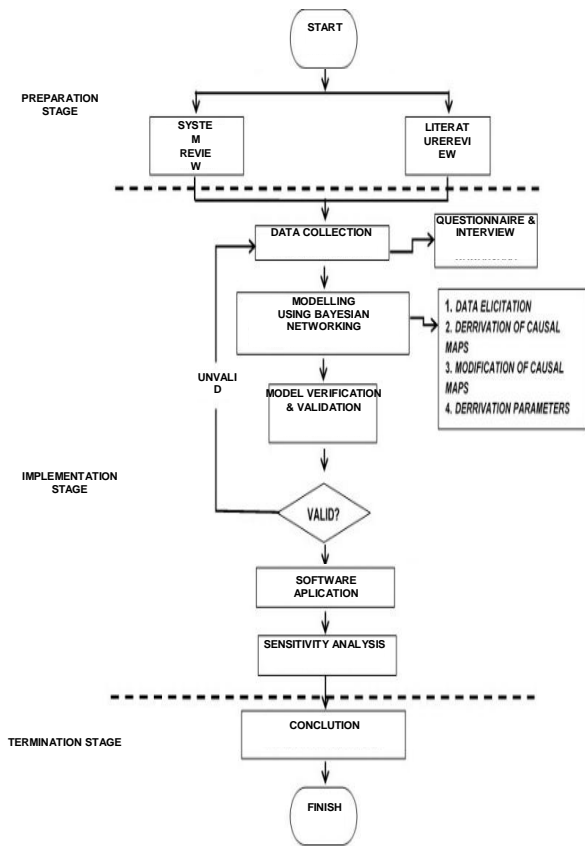 START
PREPARATION
STAGE
SYSTE
M
REVIE
W
LITERAT
UREREVI
EW
DATA COLLECTION
QUESTIONNAIRE &
INTERVIEW
MODELLING
USING BAYESIAN
NETWORKING
1. DATA ELICITATION
2. DERRIVATION OF CAUSAL
MAPS
3. MODIFICATION OF CAUSAL
MAPS
4. DERRIVATION PARAMETERS
UNVALI
D
MODEL VERIFICATION
& VALIDATION
IMPLEMENTATION
STAGE
VALID?
SOFTWARE
APLICATION
SENSITIVITY ANALYSIS
TERMINATION STAGE
CONCLUTION
FINISH